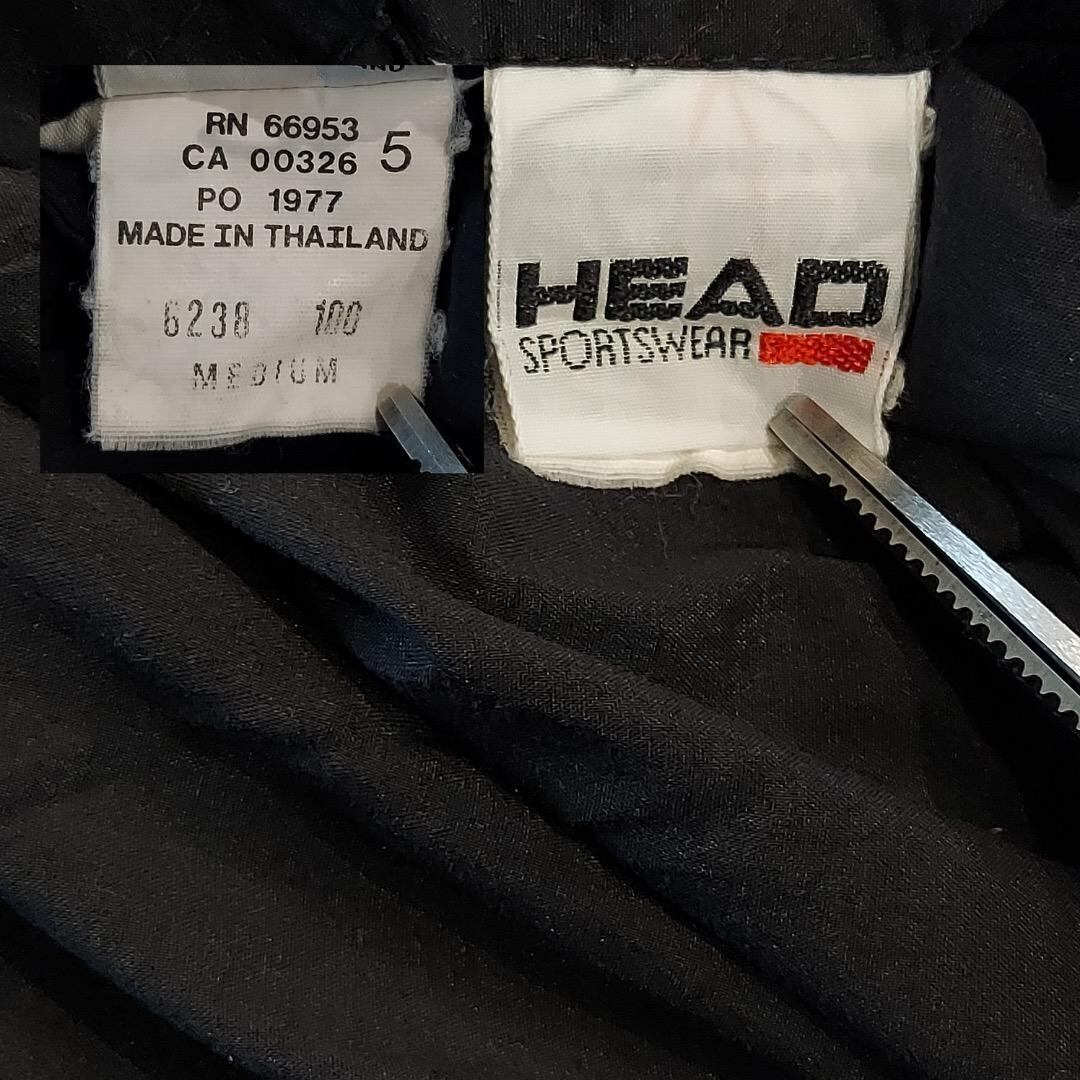 RN 66953
CA 00326 5
PO 1977
MADE IN THAILAND
6238 100
MEDIUM
HEAD
SPORTSWEAR